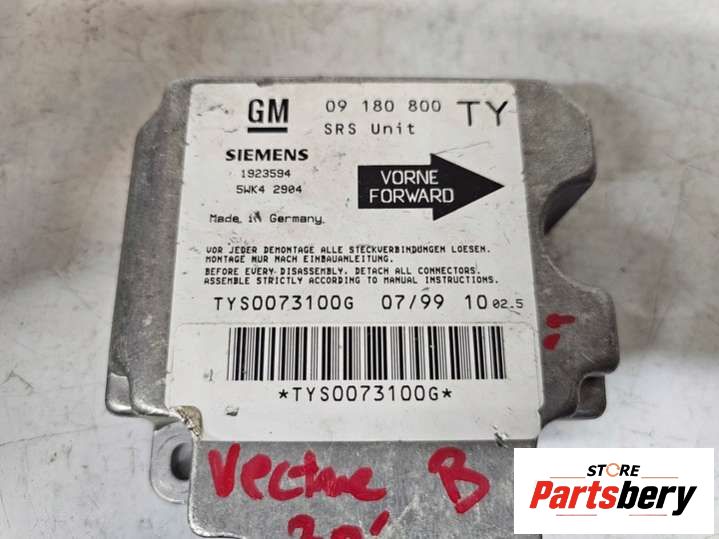 GM 09 180 800 TY
SRS Unit
SIEMENS
1923594
5WK4 2904
VORNE
FORWARD
Made in Germany
VOR JEDER DEMONTAGE ALLE STECKVERBINDUNGEN LOESEN.
MONTAGE NUR NACH EINBAUANLEITUNG.
BEFORE EVERY DISASSEMBLY, DETACH ALL CONNECTORS.
ASSEMBLE STRICTLY ACCORDING TO MANUAL INSTRUCTIONS.
TYS0073100G 07/99 10 02.5
*TYS0073100G*
B
STORE
Partsbery